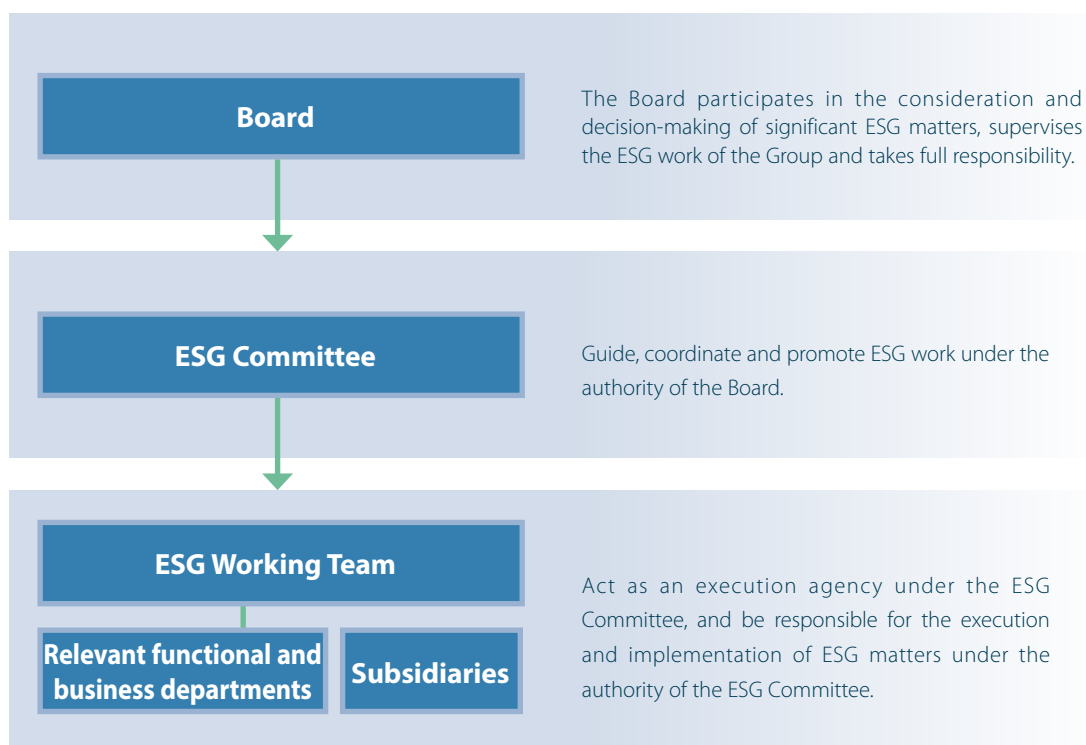 Board
The Board participates in the consideration and
decision-making of significant ESG matters, supervises
the ESG work of the Group and takes full responsibility.
ESG Committee
Guide, coordinate and promote ESG work under the
authority of the Board.
ESG Working Team
Relevant functional and
business departments
Subsidiaries
Act as an execution agency under the ESG
Committee, and be responsible for the execution
and implementation of ESG matters under the
authority of the ESG Committee.